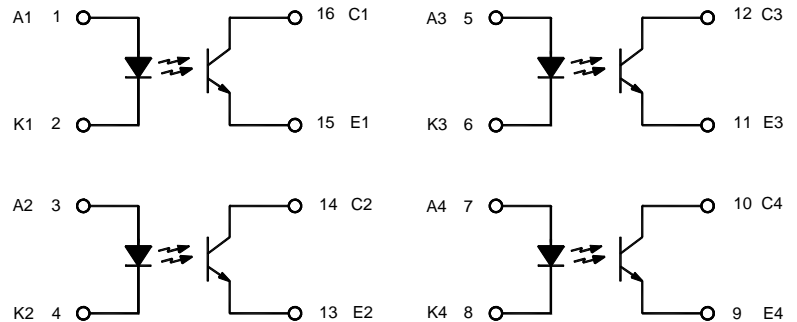 A1 1 16 C1 A3 5 12 C3
K1 2 15 E1 K3 6 11 E3
A2 3 14 C2 A4 7 10 C4
K2 4 13 E2 K4 8 9 E4